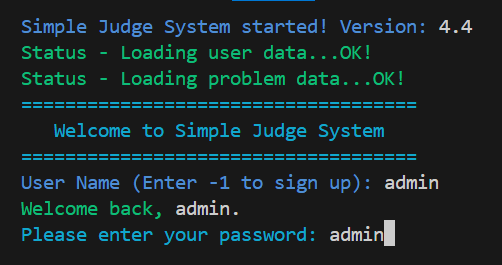 Simple Judge System started! Version: 4.4
Status - Loading user data...OK!
Status - Loading problem data...OK!
====================================
Welcome to Simple Judge System
====================================
User Name (Enter -1 to sign up): admin
Welcome back, admin.
Please enter your password: admin